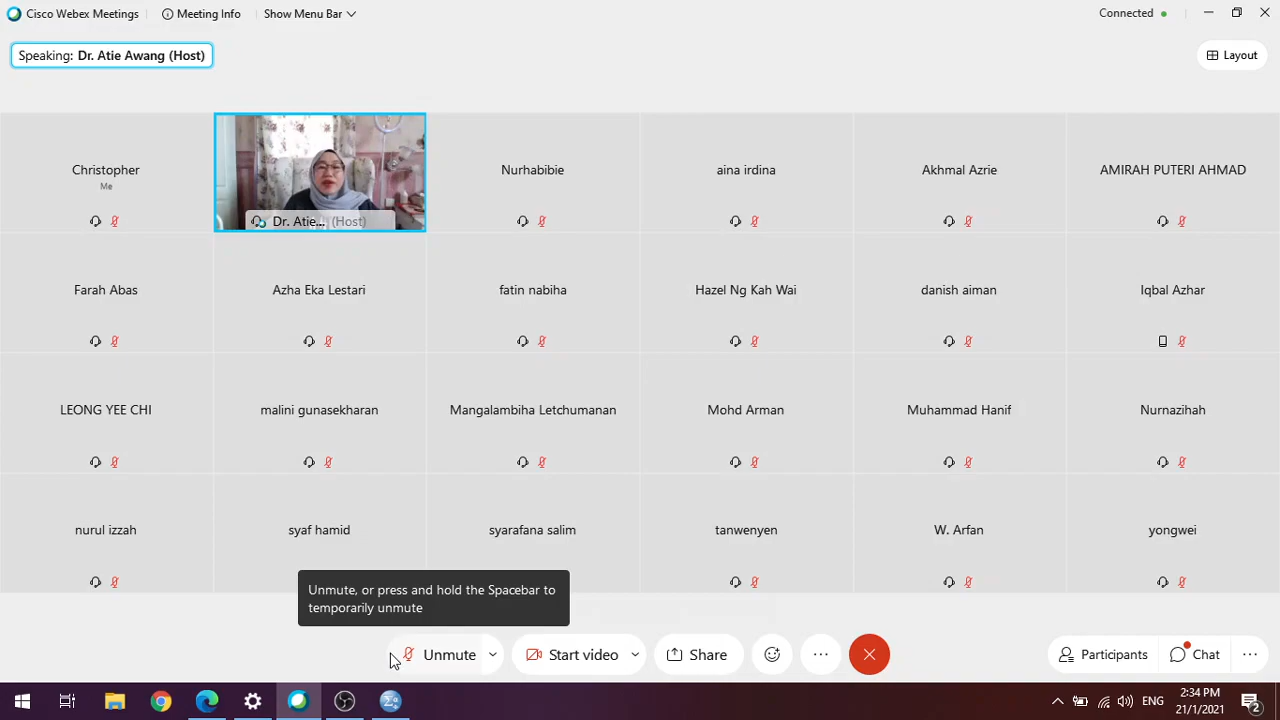 Cisco Webex Meetings
Meeting Info
Show Menu Bar
Connected
Speaking: Dr. Atie Awang (Host)
Layout
Christopher
Me
Dr. Atie... (Host)
Nurhabibie
aina irdina
Akhmal Azrie
AMIRAH PUTERI AHMAD
Farah Abas
Azha Eka Lestari
fatin nabiha
Hazel Ng Kah Wai
danish aiman
Iqbal Azhar
LEONG YEE CHI
malini gunasekharan
Mangalambiha Letchumanan
Mohd Arman
Muhammad Hanif
Nurnazihah
nurul izzah
syaf hamid
syarafana salim
tanwenyen
W. Arfan
yongwei
Unmute, or press and hold the Spacebar to
temporarily unmute
Unmute
Start video
Share
Participants
Chat
ENG
2:34 PM
21/1/2021
2